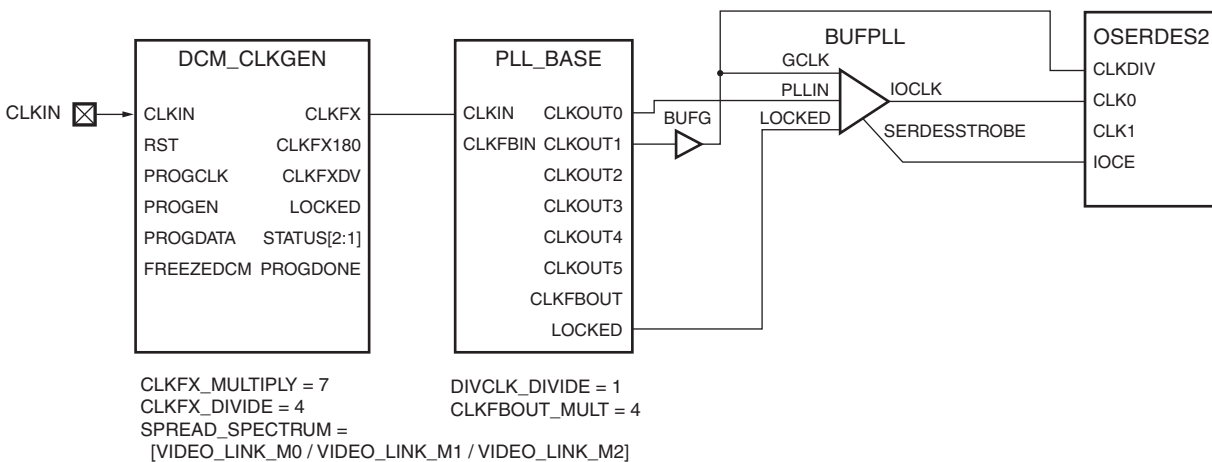 DCM_CLKGEN
CLKIN
CLKIN
RST
PROGCLK
PROGEN
PROGDATA
FREEZEDCM
CLKFX
CLKFX180
CLKFXDV
LOCKED
STATUS[2:1]
PROGDONE
CLKFX_MULTIPLY = 7
CLKFX_DIVIDE = 4
SPREAD_SPECTRUM =
[VIDEO_LINK_M0 / VIDEO_LINK_M1 / VIDEO_LINK_M2]
PLL_BASE
CLKIN
CLKFBIN
CLKOUT0
CLKOUT1
CLKOUT2
CLKOUT3
CLKOUT4
CLKOUT5
CLKFBOUT
LOCKED
DIVCLK_DIVIDE = 1
CLKFBOUT_MULT = 4
BUFG
BUFPLL
GCLK
PLLIN
LOCKED
IOCLK
SERDESSTROBE
OSERDES2
CLKDIV
CLK0
CLK1
IOCE